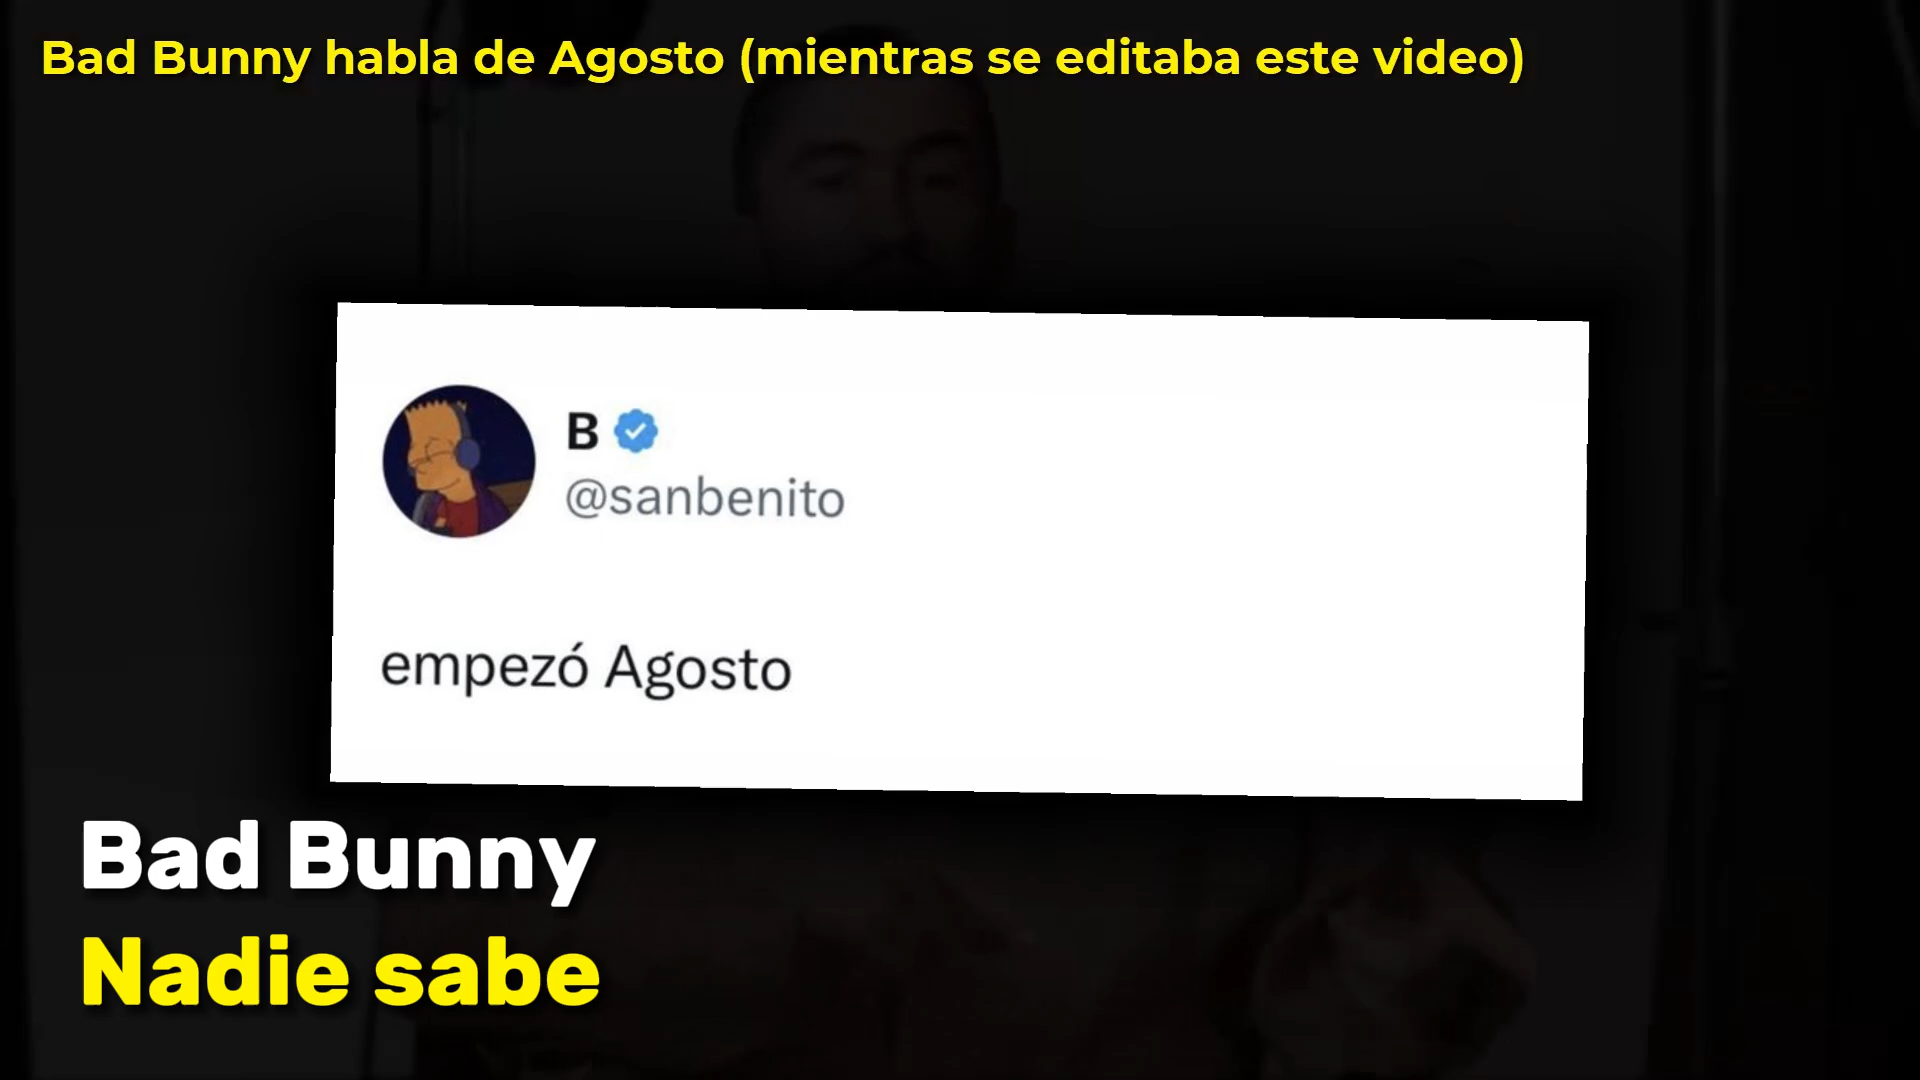 Bad Bunny habla de Agosto (mientras se editaba este video)
B
@sanbenito
empezó Agosto
Bad Bunny
Nadie sabe